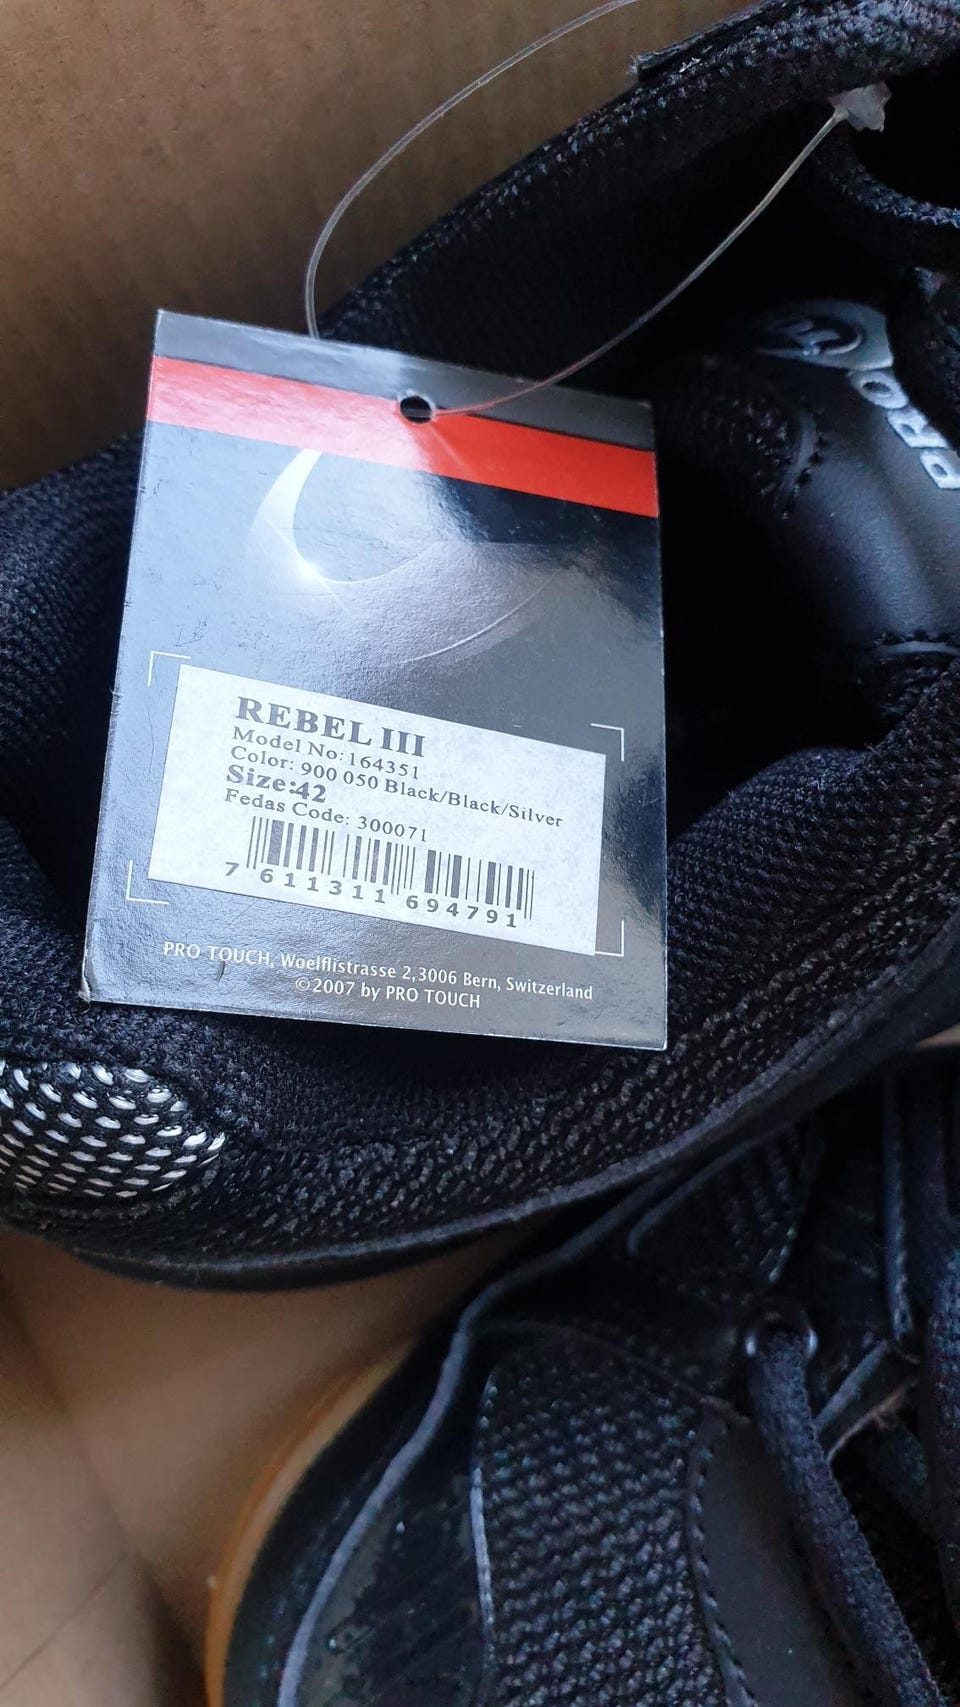 PRO
REBEL III
Model No: 164351
Color: 900 050 Black/Black/Silver
Size:42
Fedas Code: 300071
7 611311 694791
PRO TOUCH, Woelflistrasse 2,3006 Bern, Switzerland
©2007 by PRO TOUCH